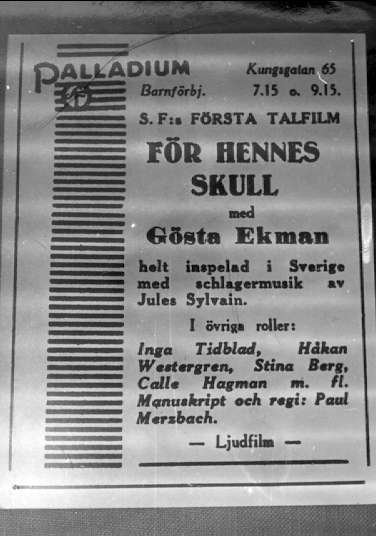 PALLADIUM
Kungsgatan 65
SF
Barnförbj. 7.15 o. 9.15.
S. F:s FÖRSTA TALFILM
FÖR HENNES
SKULL
med
Gösta Ekman
helt inspelad i Sverige
med schlagermusik av
Jules Sylvain.
I övriga roller:
Inga Tidblad, Håkan
Westergren, Stina Berg,
Calle Hagman m. fl.
Manuskript och regi: Paul
Merzbach.
— Ljudfilm —